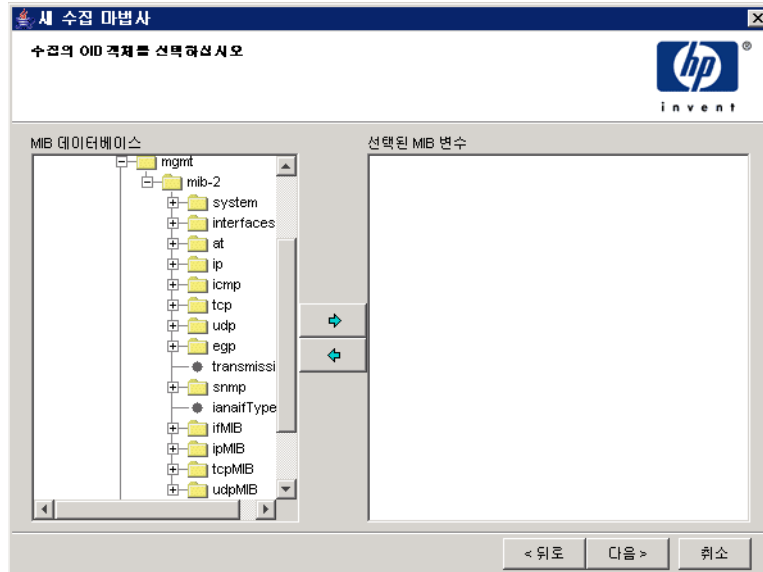 새 수집 마법사
수집의 OID 객체를 선택하십시오
hp
®
invent
MIB 데이터베이스
선택된 MIB 변수
mgmt
mib-2
system
interfaces
at
ip
icmp
tcp
udp
egp
transmissi
snmp
ianaifType
ifMIB
ipMIB
tcpMIB
udpMIB
< 뒤로
다음 >
취소